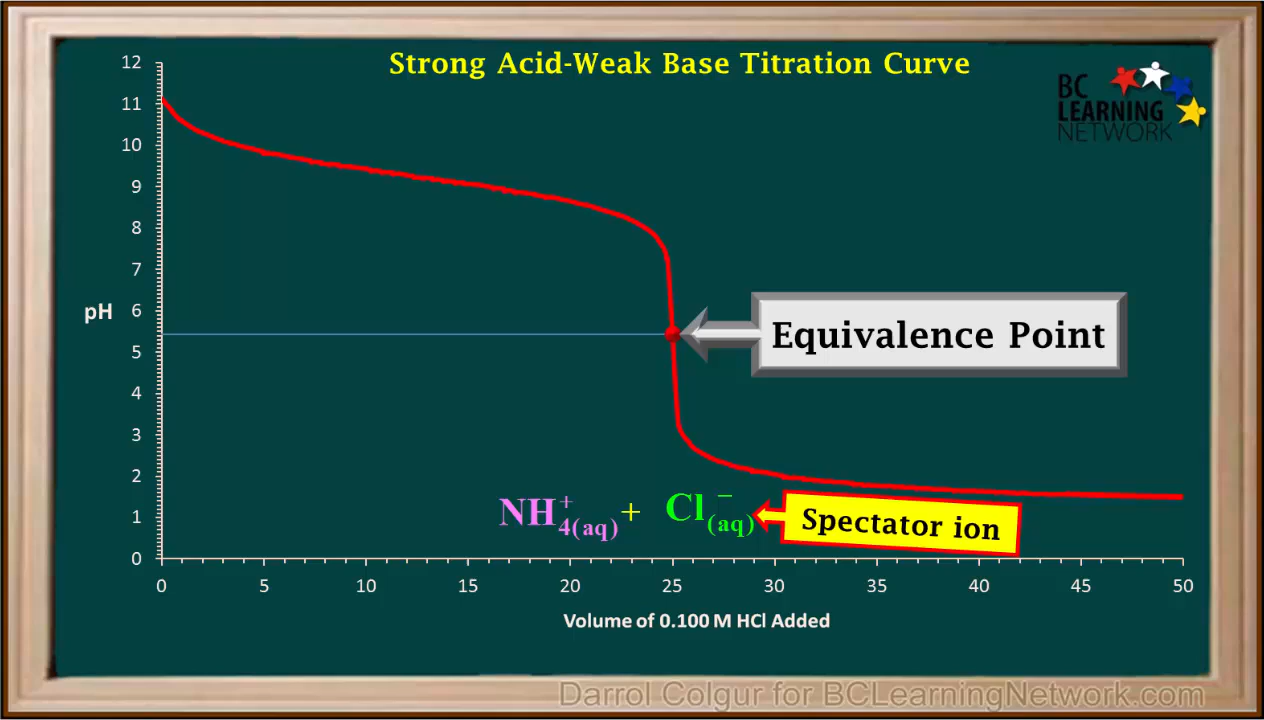 Strong Acid-Weak Base Titration Curve
BC
LEARNING
NETWORK
12
11
10
9
8
7
6
5
4
3
2
1
0
pH
Equivalence Point
NH₄⁺(aq) + Cl⁻(aq)
Spectator ion
0 5 10 15 20 25 30 35 40 45 50
Volume of 0.100 M HCl Added
Darrol Colgur for BCLearningNetwork.com